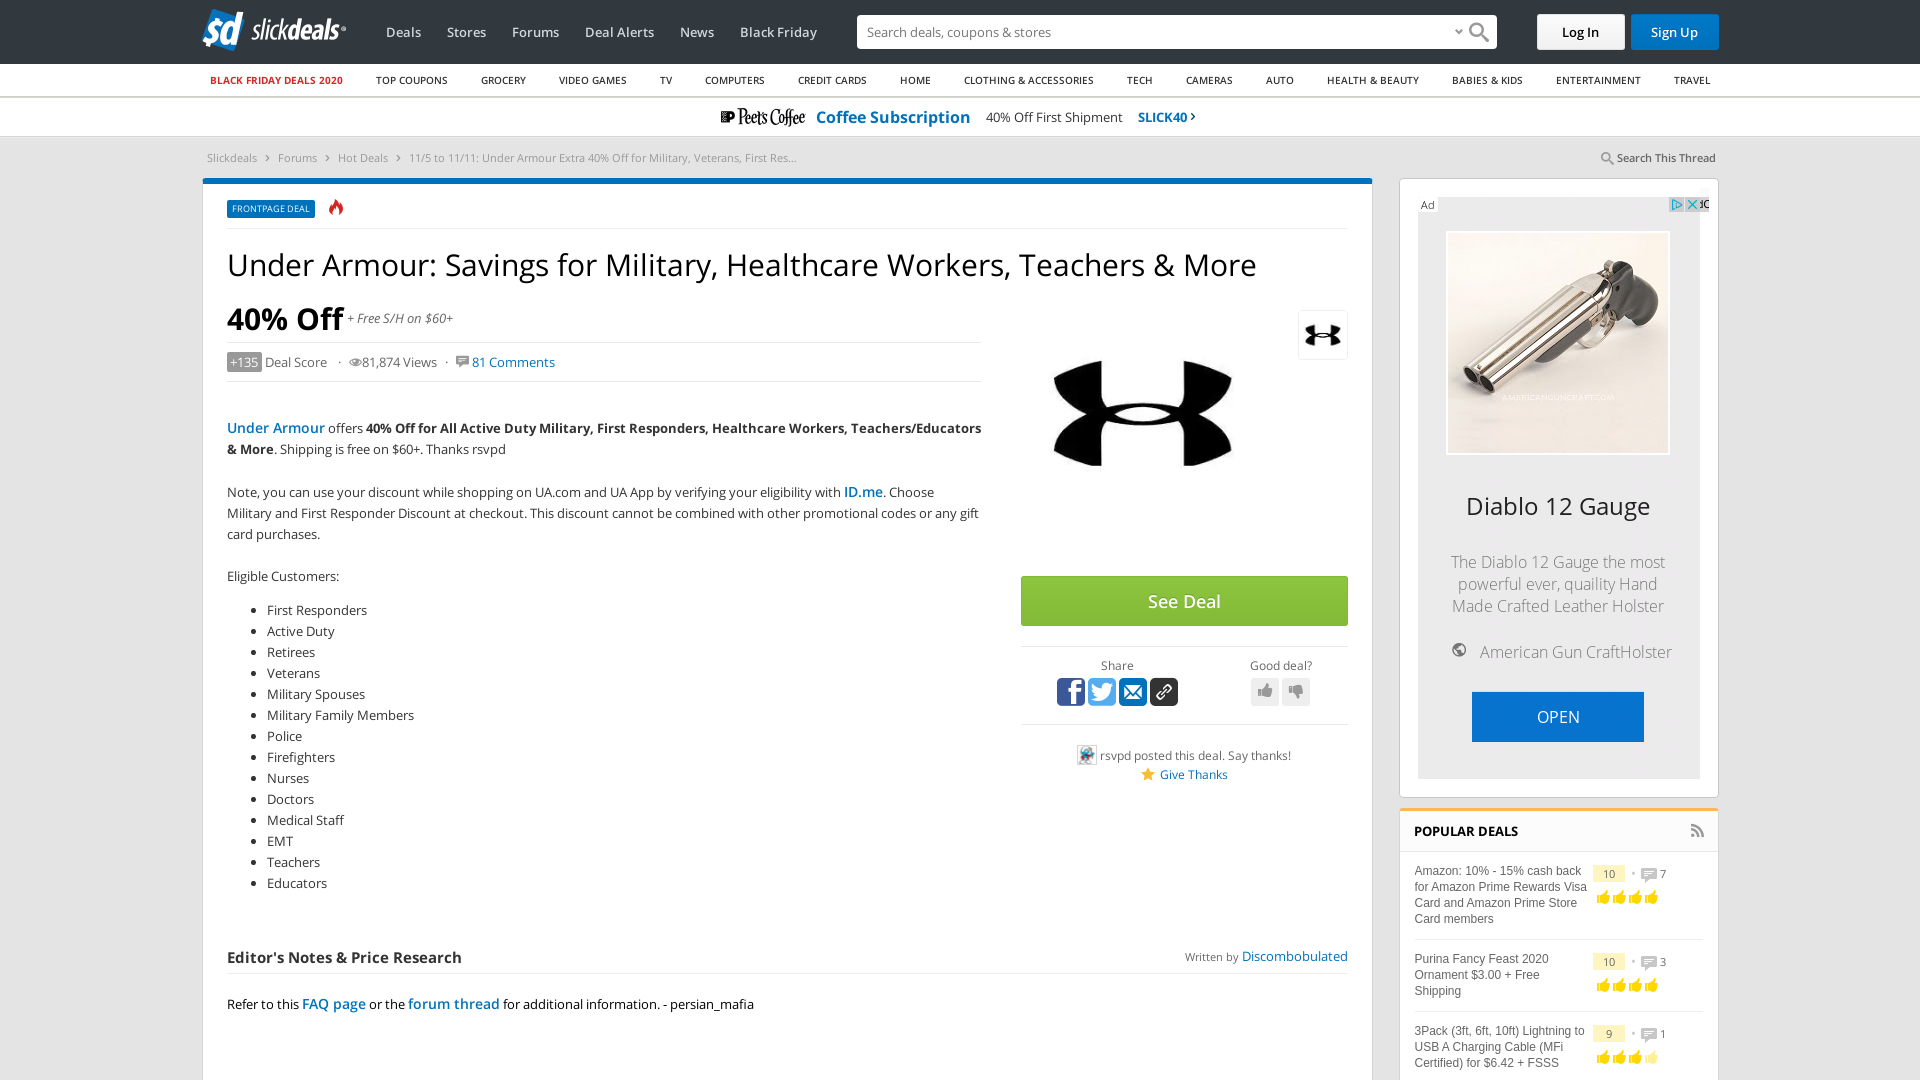 sd slickdeals
Deals Stores Forums Deal Alerts News Black Friday
Search deals, coupons & stores
Log In Sign Up
BLACK FRIDAY DEALS 2020 TOP COUPONS GROCERY VIDEO GAMES TV COMPUTERS CREDIT CARDS HOME CLOTHING & ACCESSORIES TECH CAMERAS AUTO HEALTH & BEAUTY BABIES & KIDS ENTERTAINMENT TRAVEL
Peet's Coffee Coffee Subscription 40% Off First Shipment SLICK40
Slickdeals > Forums > Hot Deals > 11/5 to 11/11: Under Armour Extra 40% Off for Military, Veterans, First Res...
Search This Thread
FRONTPAGE DEAL
Under Armour: Savings for Military, Healthcare Workers, Teachers & More
40% Off + Free S/H on $60+
+135 Deal Score · 81,874 Views · 81 Comments
Under Armour offers 40% Off for All Active Duty Military, First Responders, Healthcare Workers, Teachers/Educators
& More. Shipping is free on $60+. Thanks rsvpd
Note, you can use your discount while shopping on UA.com and UA App by verifying your eligibility with ID.me. Choose
Military and First Responder Discount at checkout. This discount cannot be combined with other promotional codes or any gift
card purchases.
Eligible Customers:
• First Responders
• Active Duty
• Retirees
• Veterans
• Military Spouses
• Military Family Members
• Police
• Firefighters
• Nurses
• Doctors
• Medical Staff
• EMT
• Teachers
• Educators
See Deal
Share
Good deal?
rsvpd posted this deal. Say thanks!
Give Thanks
Editor's Notes & Price Research
Written by Discombobulated
Refer to this FAQ page or the forum thread for additional information. - persian_mafia
Ad
AMERICANGUNCRAFT.COM
Diablo 12 Gauge
The Diablo 12 Gauge the most
powerful ever, quaility Hand
Made Crafted Leather Holster
American Gun CraftHolster
OPEN
POPULAR DEALS
Amazon: 10% - 15% cash back
for Amazon Prime Rewards Visa
Card and Amazon Prime Store
Card members
10 • 7
Purina Fancy Feast 2020
Ornament $3.00 + Free
Shipping
10 • 3
3Pack (3ft, 6ft, 10ft) Lightning to
USB A Charging Cable (MFi
Certified) for $6.42 + FSSS
9 • 1